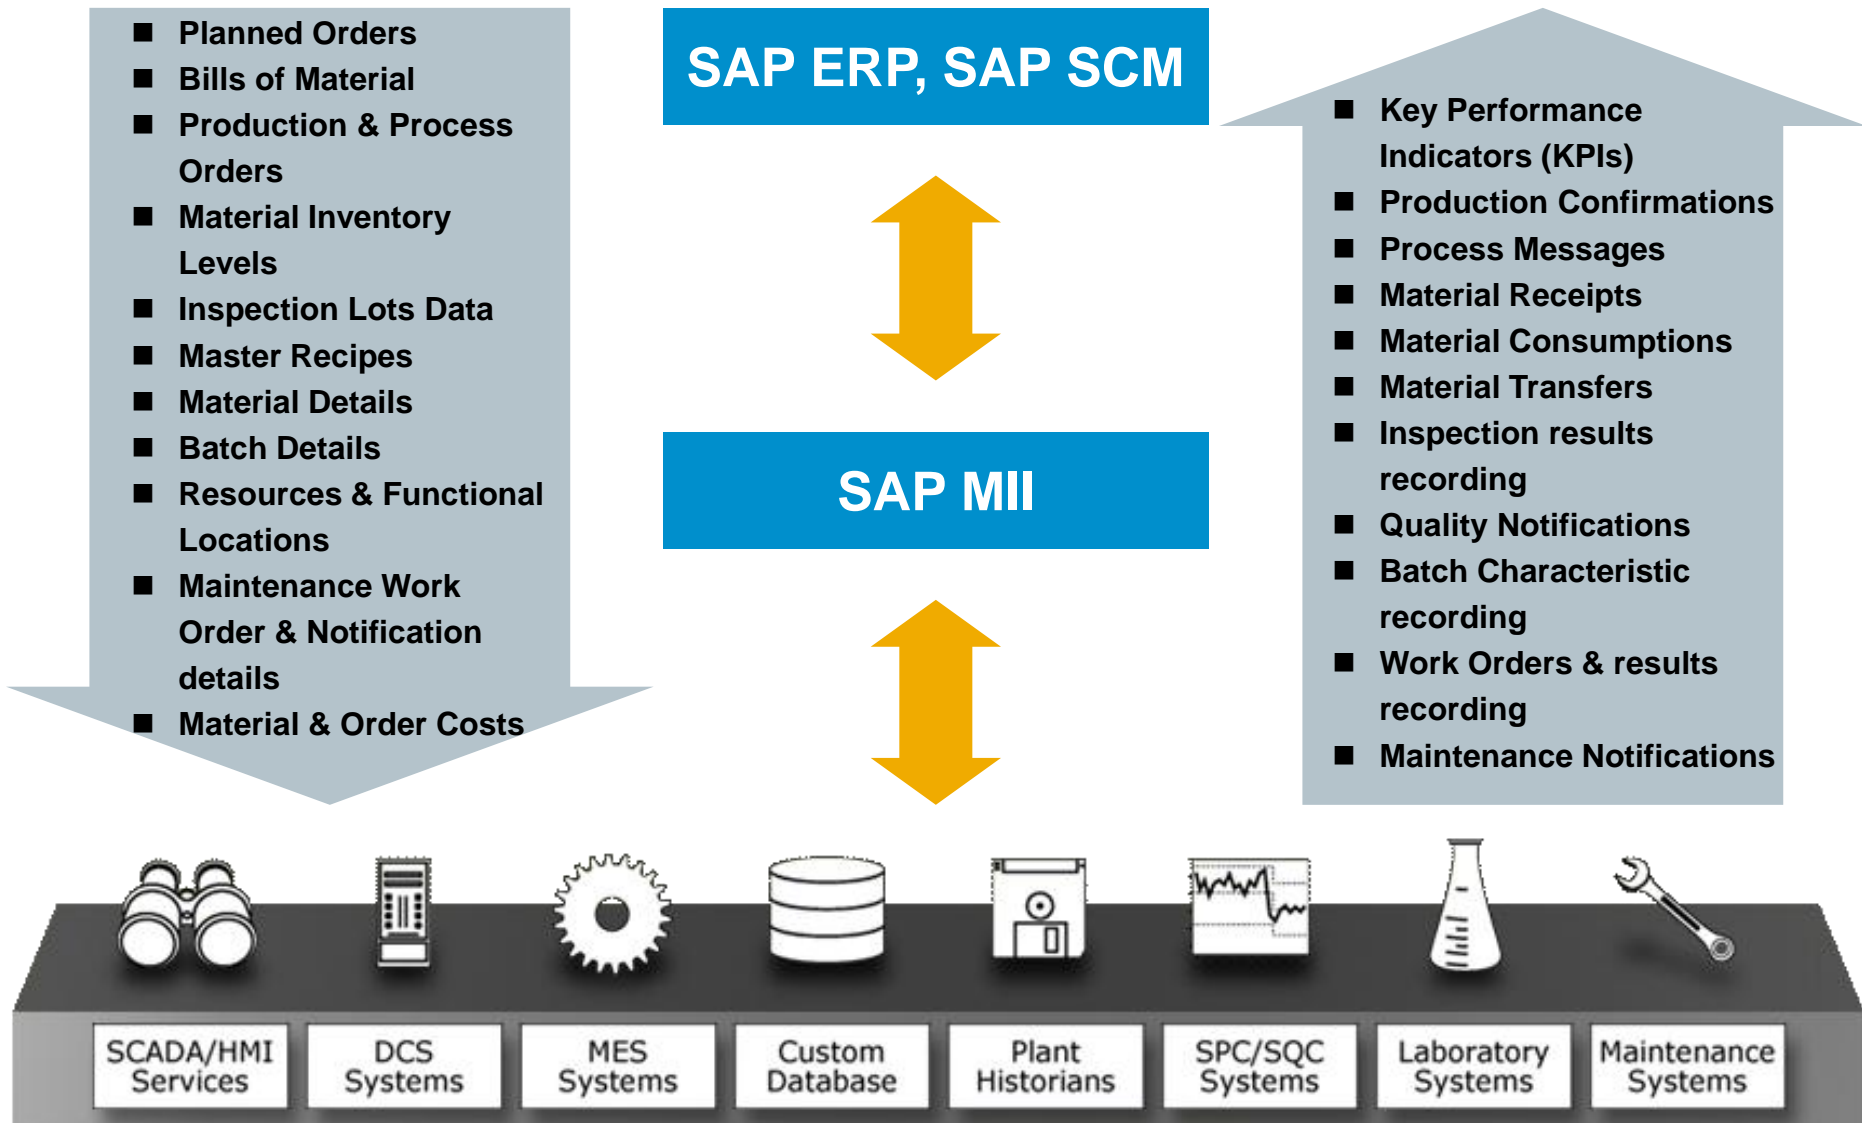 Planned Orders
Bills of Material
Production & Process
Orders
Material Inventory
Levels
Inspection Lots Data
Master Recipes
Material Details
Batch Details
Resources & Functional
Locations
Maintenance Work
Order & Notification
details
Material & Order Costs
SAP ERP, SAP SCM
SAP MII
Key Performance
Indicators (KPIs)
Production Confirmations
Process Messages
Material Receipts
Material Consumptions
Material Transfers
Inspection results
recording
Quality Notifications
Batch Characteristic
recording
Work Orders & results
recording
Maintenance Notifications
SCADA/HMI
Services
DCS
Systems
MES
Systems
Custom
Database
Plant
Historians
SPC/SQC
Systems
Laboratory
Systems
Maintenance
Systems